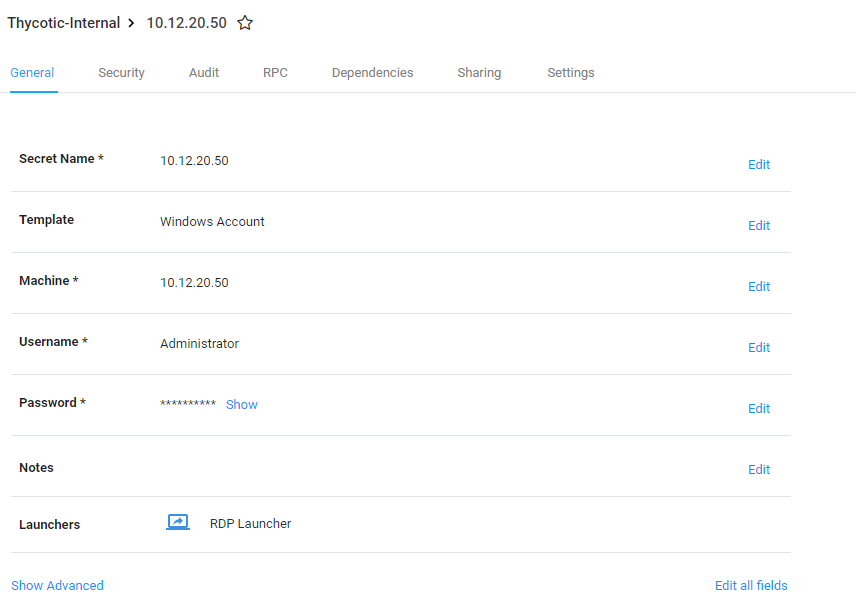 Thycotic-Internal > 10.12.20.50
General Security Audit RPC Dependencies Sharing Settings
Secret Name * 10.12.20.50 Edit
Template Windows Account Edit
Machine * 10.12.20.50 Edit
Username * Administrator Edit
Password * ********** Show Edit
Notes Edit
Launchers RDP Launcher
Show Advanced Edit all fields